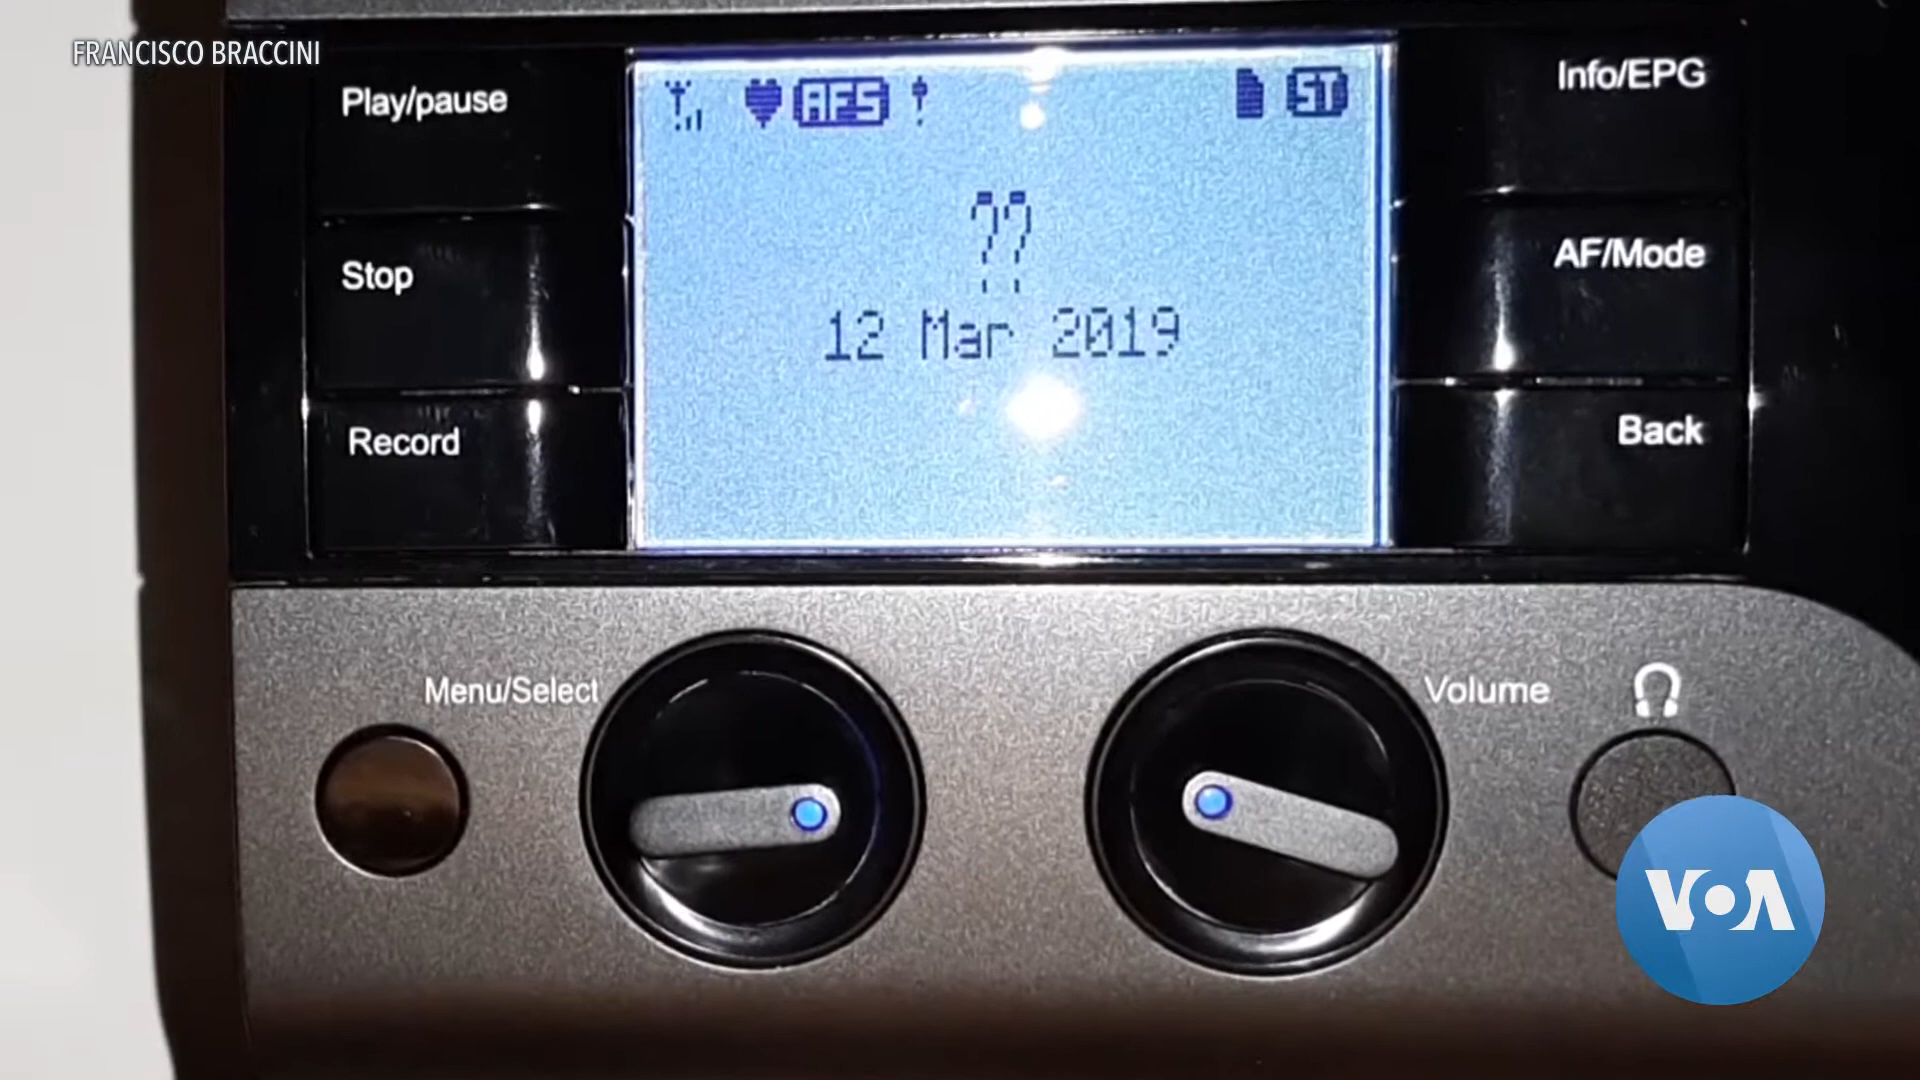 FRANCISCO BRACCINI
Play/pause
Stop
Record
AFS
ST
??
12 Mar 2019
Info/EPG
AF/Mode
Back
Menu/Select
Volume
VOA